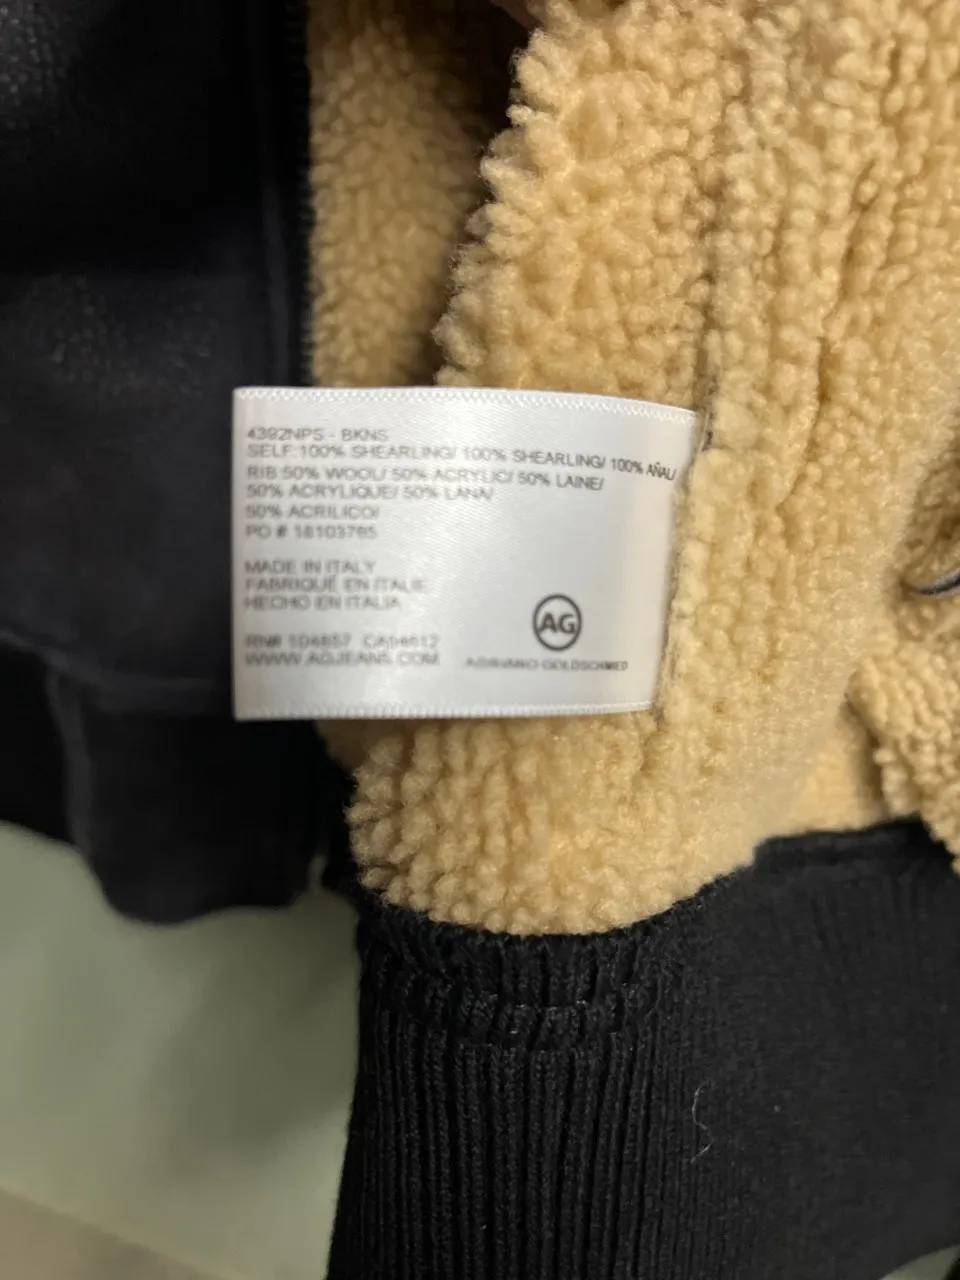 4392NPS - BKNS
SELF:100% SHEARLING/ 100% SHEARLING/ 100% AÑAL/
RIB:50% WOOL/ 50% ACRYLIC/ 50% LAINE/
50% ACRYLIQUE/ 50% LANA/
50% ACRILICO/
PO # 18103765
MADE IN ITALY
FABRIQUÉ EN ITALIE
HECHO EN ITALIA
RN# 104857 CA04612
WWW.AGJEANS.COM
AG
ADRIANO GOLDSCHMIED